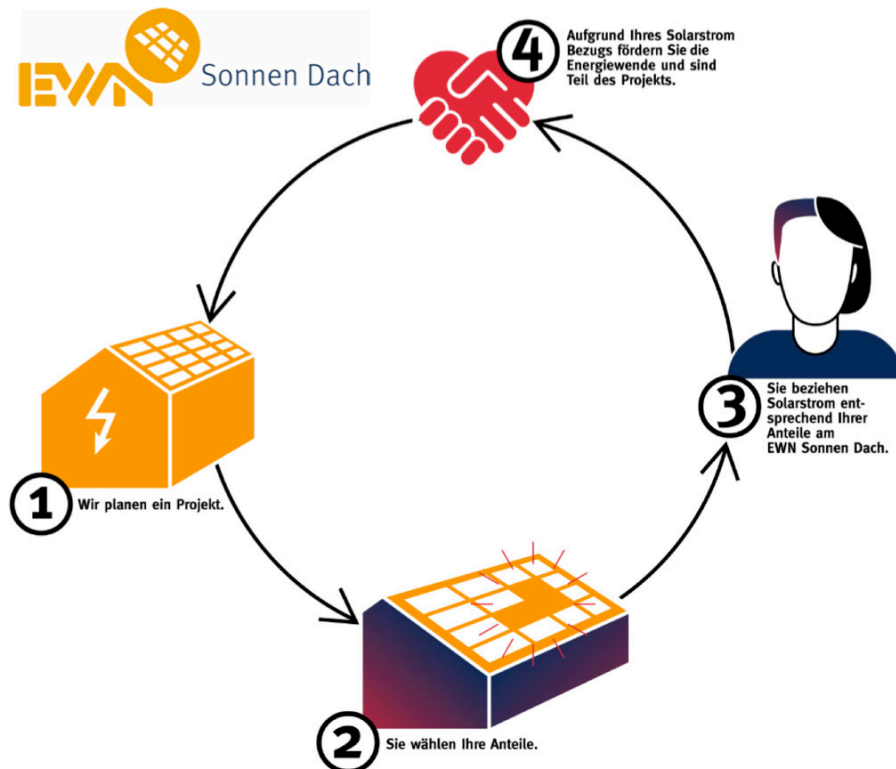 EWN
Sonnen Dach
4
Aufgrund Ihres Solarstrom
Bezugs fördern Sie die
Energiewende und sind
Teil des Projekts.
3
Sie beziehen
Solarstrom ent-
sprechend Ihrer
Anteile am
EWN Sonnen Dach.
1
Wir planen ein Projekt.
2
Sie wählen Ihre Anteile.